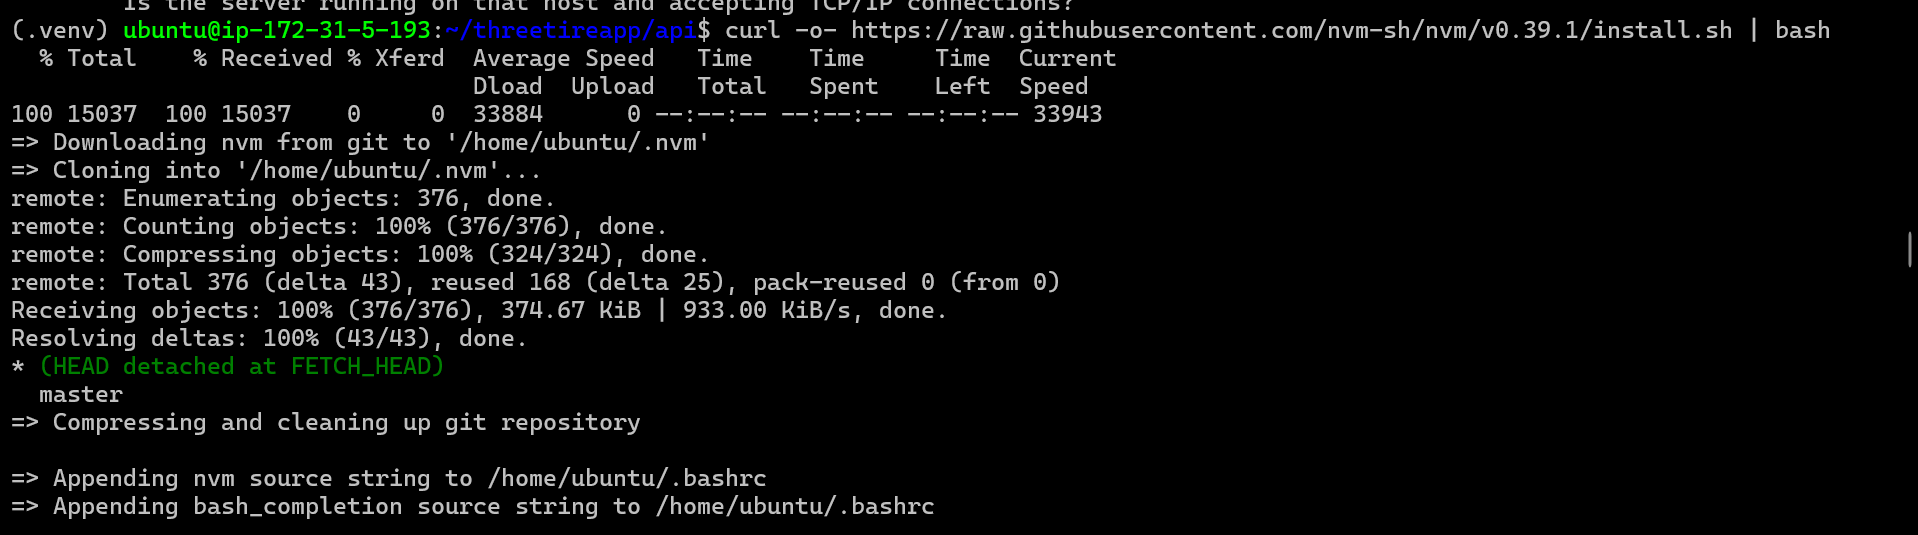 Is the server running on that host and accepting TCP/IP connections?
(.venv) ubuntu@ip-172-31-5-193:~/threetireapp/api$ curl -o- https://raw.githubusercontent.com/nvm-sh/nvm/v0.39.1/install.sh | bash
  % Total    % Received % Xferd  Average Speed   Time    Time     Time  Current
                                 Dload  Upload   Total   Spent    Left  Speed
100 15037  100 15037    0     0  33884      0 --:--:-- --:--:-- --:--:-- 33943
=> Downloading nvm from git to '/home/ubuntu/.nvm'
=> Cloning into '/home/ubuntu/.nvm'...
remote: Enumerating objects: 376, done.
remote: Counting objects: 100% (376/376), done.
remote: Compressing objects: 100% (324/324), done.
remote: Total 376 (delta 43), reused 168 (delta 25), pack-reused 0 (from 0)
Receiving objects: 100% (376/376), 374.67 KiB | 933.00 KiB/s, done.
Resolving deltas: 100% (43/43), done.
* (HEAD detached at FETCH_HEAD)
  master
=> Compressing and cleaning up git repository
=> Appending nvm source string to /home/ubuntu/.bashrc
=> Appending bash_completion source string to /home/ubuntu/.bashrc